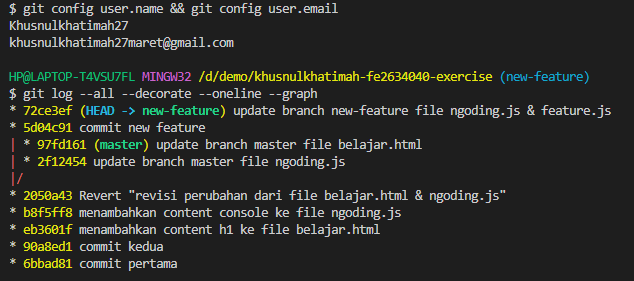 $ git config user.name && git config user.email
Khusnulkhatimah27
khusnulkhatimah27maret@gmail.com
HP@LAPTOP-T4VSU7FL MINGW32 /d/demo/khusnulkhatimah-fe2634040-exercise (new-feature)
$ git log --all --decorate --oneline --graph
* 72ce3ef (HEAD -> new-feature) update branch new-feature file ngoding.js & feature.js
* 5d04c91 commit new feature
| * 97fd161 (master) update branch master file belajar.html
| * 2f12454 update branch master file ngoding.js
|/
* 2050a43 Revert "revisi perubahan dari file belajar.html & ngoding.js"
* b8f5ff8 menambahkan content console ke file ngoding.js
* eb3601f menambahkan content h1 ke file belajar.html
* 90a8ed1 commit kedua
* 6bbad81 commit pertama